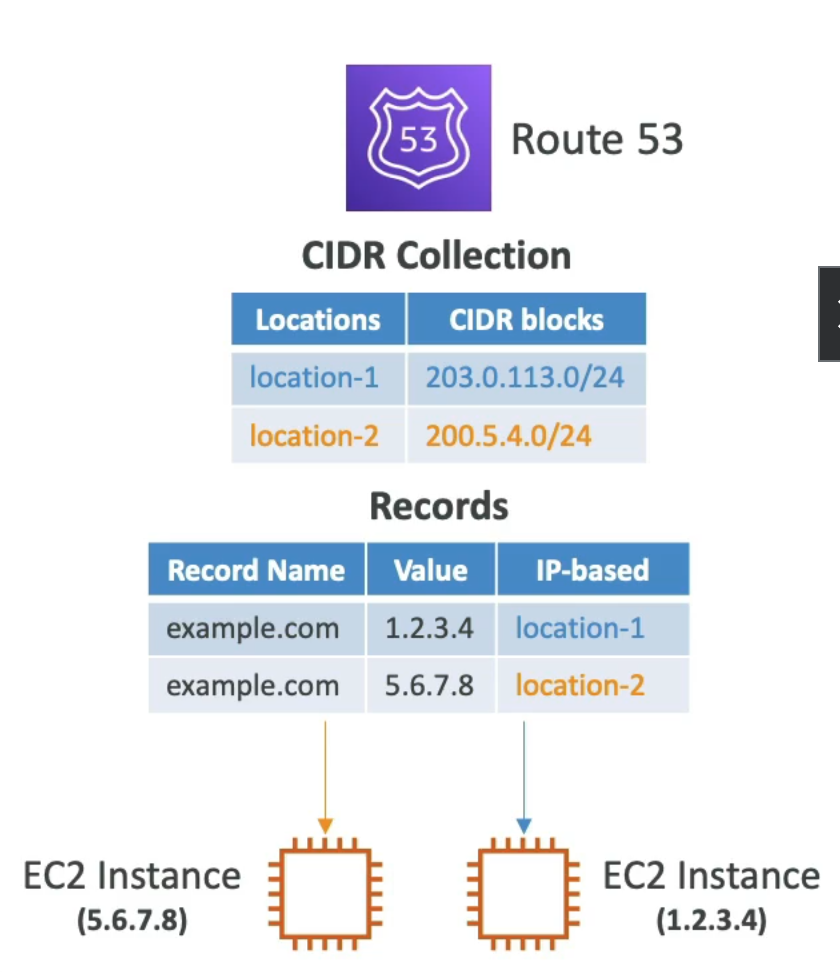 53
Route 53
CIDR Collection
Locations CIDR blocks
location-1 203.0.113.0/24
location-2 200.5.4.0/24
Records
Record Name Value IP-based
example.com 1.2.3.4 location-1
example.com 5.6.7.8 location-2
EC2 Instance
(5.6.7.8)
EC2 Instance
(1.2.3.4)